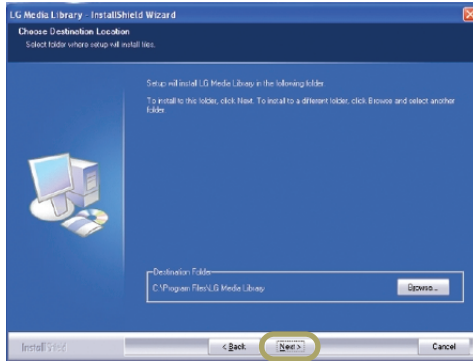 LG Media Library - InstallShield Wizard
Choose Destination Location
Select folder where setup will install files.
Setup will install LG Media Library in the following folder.
To install to this folder, click Next. To install to a different folder, click Browse and select another
folder.
Destination Folder
C:\Program Files\LG Media Library
Browse...
InstallShield
< Back
Next >
Cancel